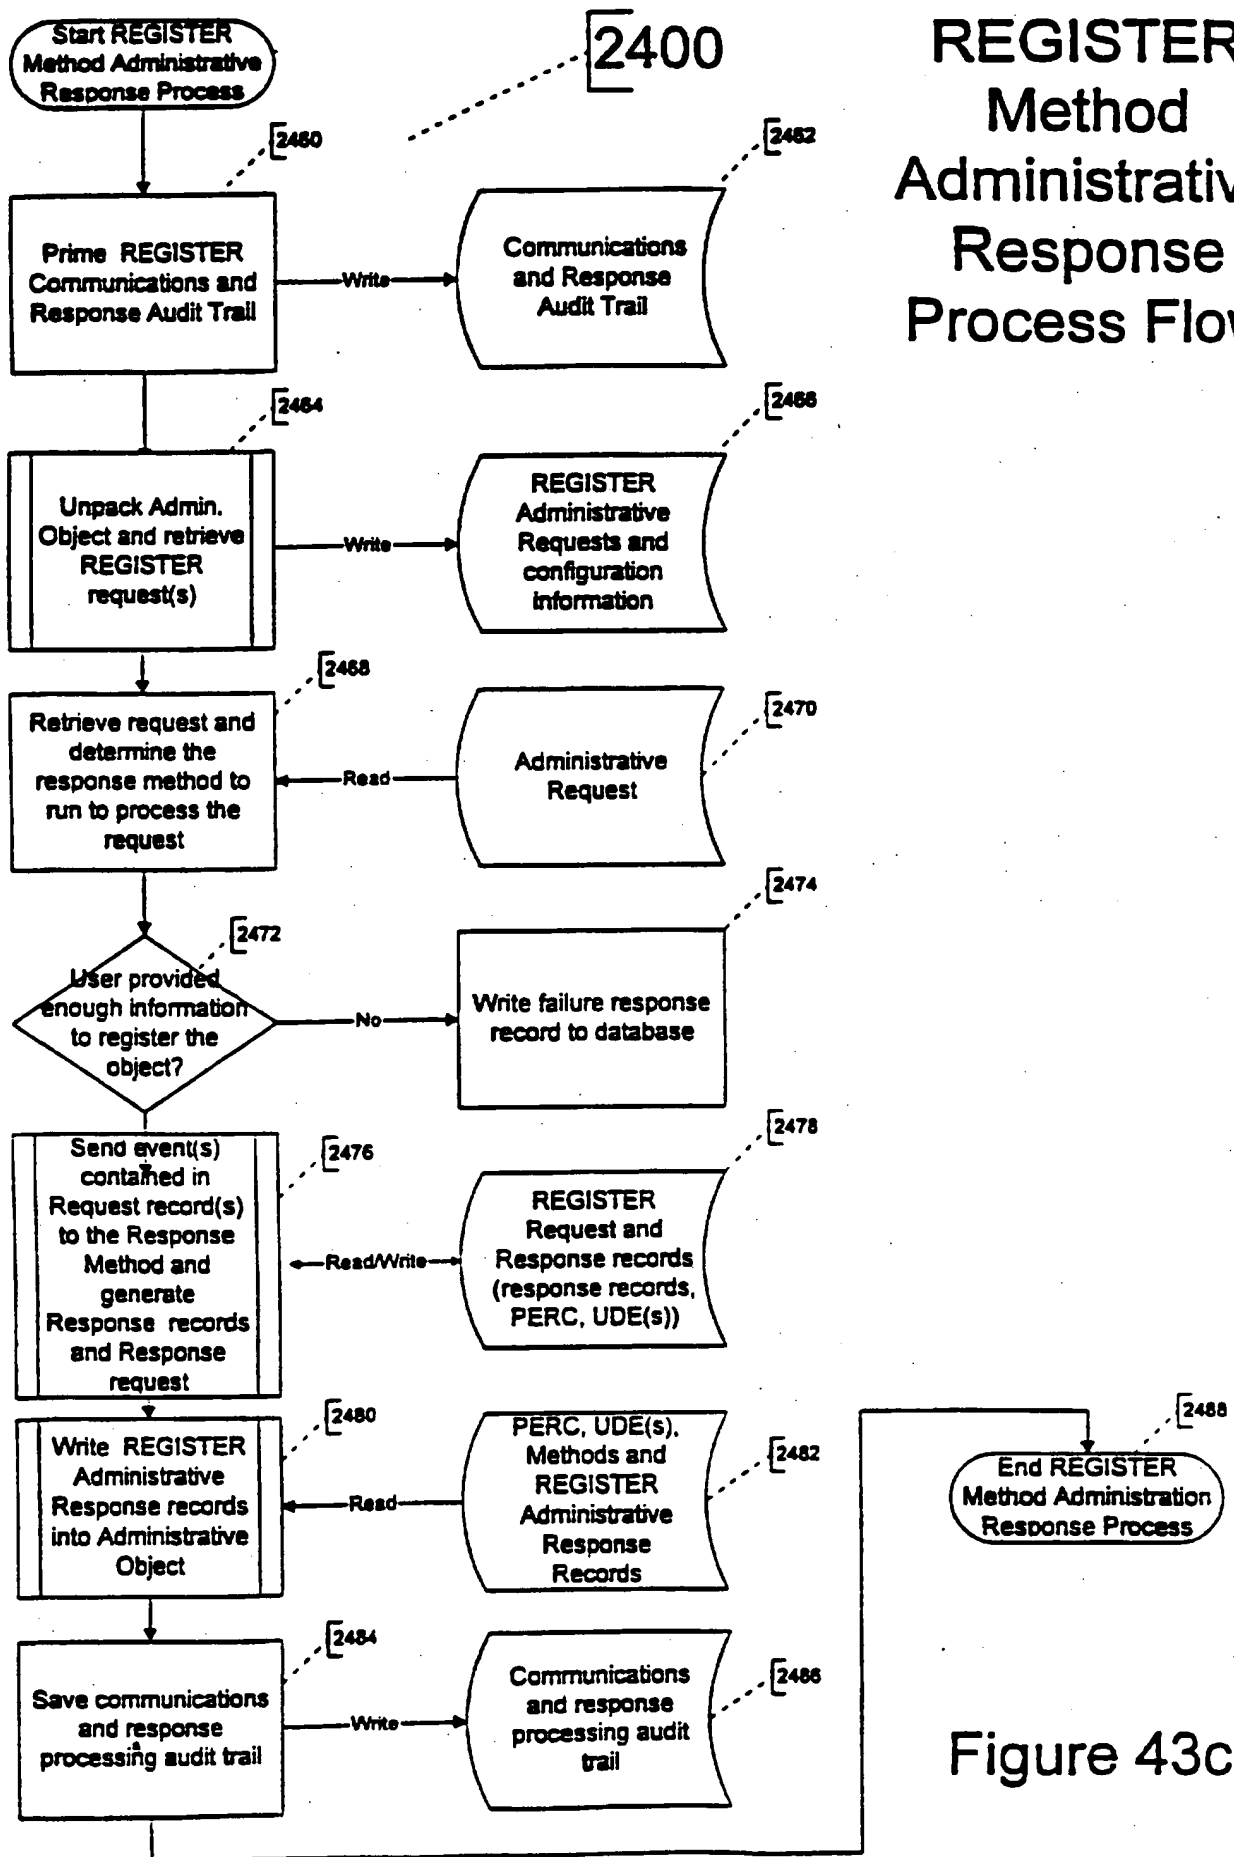 Start REGISTER
Method Administrative
Response Process
2400
REGISTER
Method
Administrativ
Response
Process Flow
2460
2462
Prime REGISTER
Communications and
Response Audit Trail
Write
Communications
and Response
Audit Trail
2464
2466
Unpack Admin.
Object and retrieve
REGISTER
request(s)
Write
REGISTER
Administrative
Requests and
configuration
information
2468
2470
Retrieve request and
determine the
response method to
run to process the
request
Read
Administrative
Request
2472
2474
User provided
enough information
to register the
object?
No
Write failure response
record to database
2476
2478
Send event(s)
contained in
Request record(s)
to the Response
Method and
generate
Response records
and Response
request
Read/Write
REGISTER
Request and
Response records
(response records,
PERC, UDE(s))
2480
2482
Write REGISTER
Administrative
Response records
into Administrative
Object
Read
PERC, UDE(s),
Methods and
REGISTER
Administrative
Response
Records
2488
End REGISTER
Method Administration
Response Process
2484
2486
Save communications
and response
processing audit trail
Write
Communications
and response
processing audit
trail
Figure 43c